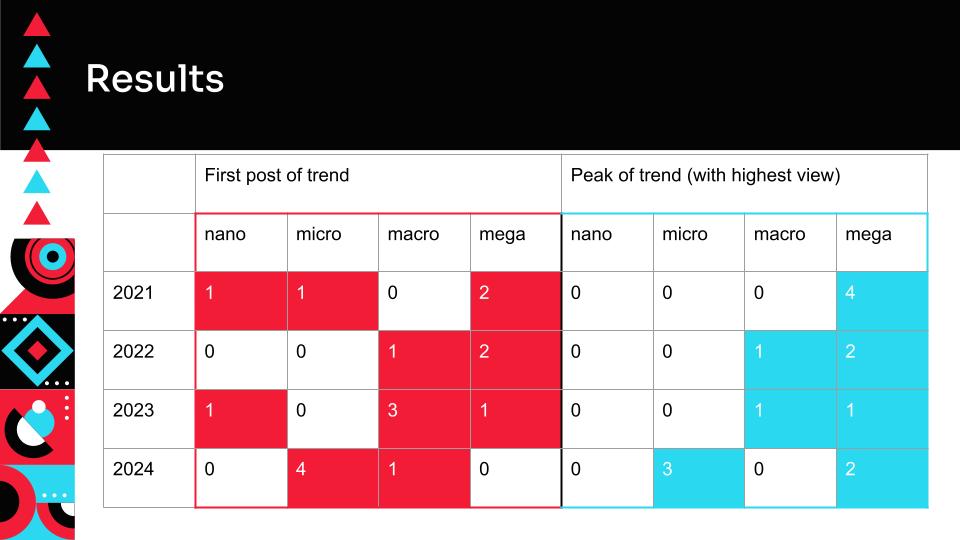 Results
First post of trend Peak of trend (with highest view)
nano micro macro mega nano micro macro mega
2021 1 1 0 2 0 0 0 4
2022 0 0 1 2 0 0 1 2
2023 1 0 3 1 0 0 1 1
2024 0 4 1 0 0 3 0 2